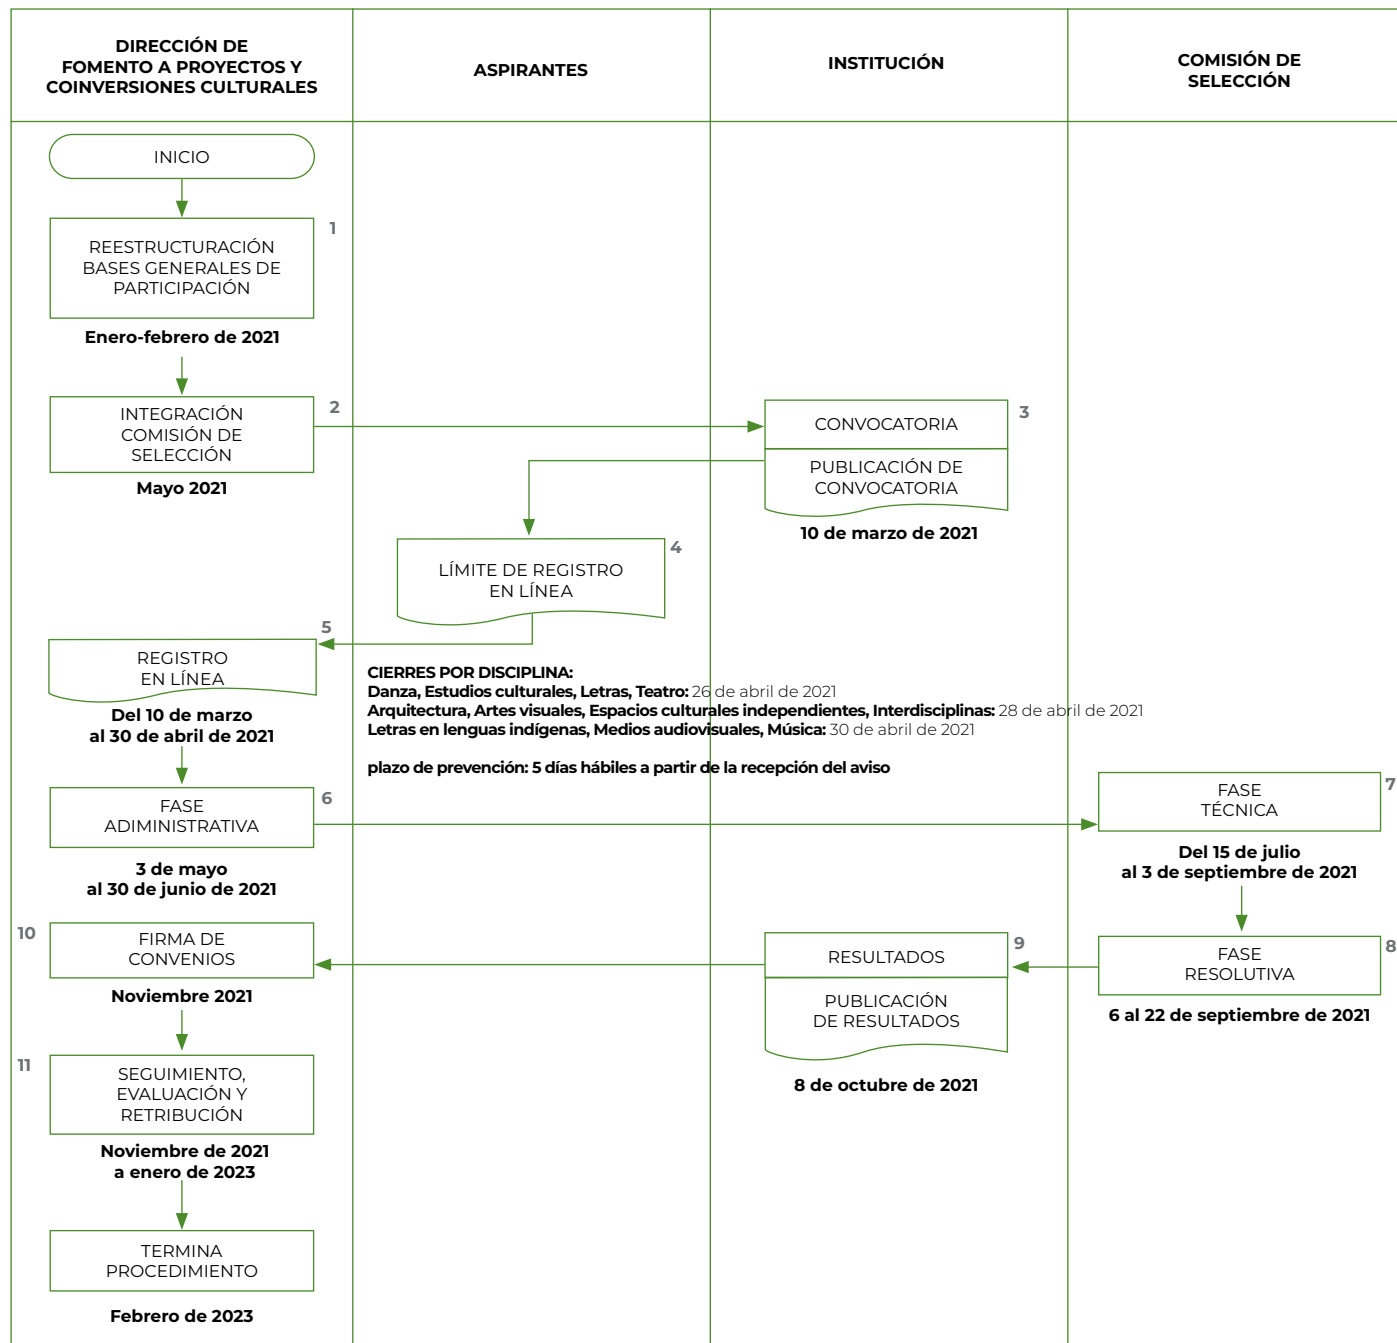 DIRECCIÓN DE
FOMENTO A PROYECTOS Y
COINVERSIONES CULTURALES
ASPIRANTES
INSTITUCIÓN
COMISIÓN DE
SELECCIÓN
INICIO
1
REESTRUCTURACIÓN
BASES GENERALES DE
PARTICIPACIÓN
Enero-febrero de 2021
2
INTEGRACIÓN
COMISIÓN DE
SELECCIÓN
Mayo 2021
3
CONVOCATORIA
PUBLICACIÓN DE
CONVOCATORIA
10 de marzo de 2021
4
LÍMITE DE REGISTRO
EN LÍNEA
5
REGISTRO
EN LÍNEA
Del 10 de marzo
al 30 de abril de 2021
CIERRES POR DISCIPLINA:
Danza, Estudios culturales, Letras, Teatro: 26 de abril de 2021
Arquitectura, Artes visuales, Espacios culturales independientes, Interdisciplinas: 28 de abril de 2021
Letras en lenguas indígenas, Medios audiovisuales, Música: 30 de abril de 2021
plazo de prevención: 5 días hábiles a partir de la recepción del aviso
6
FASE
ADIMINISTRATIVA
3 de mayo
al 30 de junio de 2021
7
FASE
TÉCNICA
Del 15 de julio
al 3 de septiembre de 2021
8
FASE
RESOLUTIVA
6 al 22 de septiembre de 2021
9
RESULTADOS
PUBLICACIÓN
DE RESULTADOS
8 de octubre de 2021
10
FIRMA DE
CONVENIOS
Noviembre 2021
11
SEGUIMIENTO,
EVALUACIÓN Y
RETRIBUCIÓN
Noviembre de 2021
a enero de 2023
TERMINA
PROCEDIMIENTO
Febrero de 2023